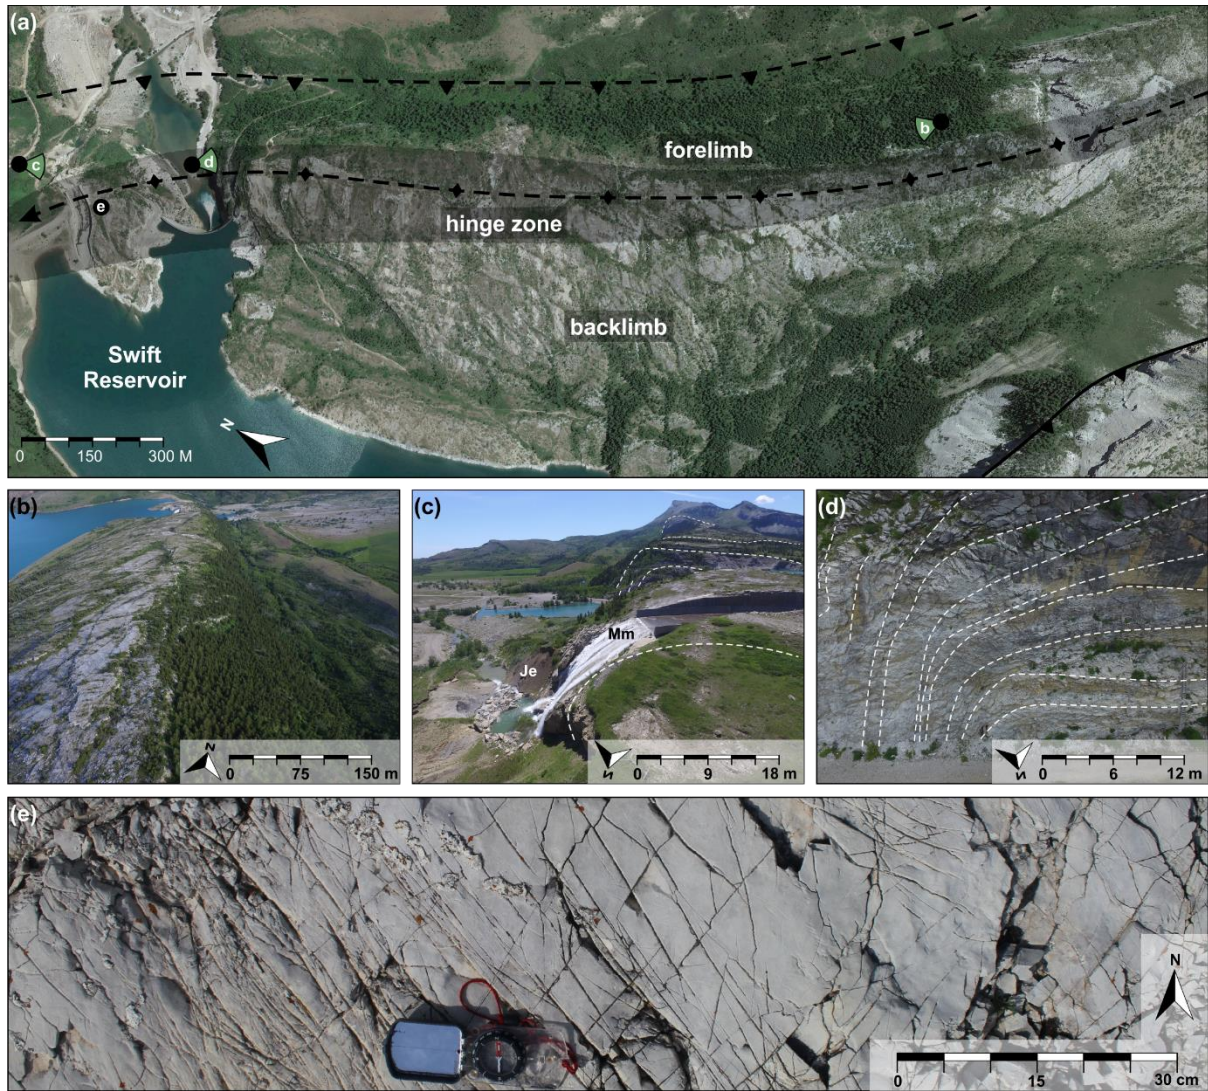 (a)
b
c
d
forelimb
e
hinge zone
backlimb
Swift
Reservoir
N
0 150 300 M
(b)
N
0 75 150 m
(c)
Mm
Je
N
0 9 18 m
(d)
N
0 6 12 m
(e)
N
0 15 30 cm